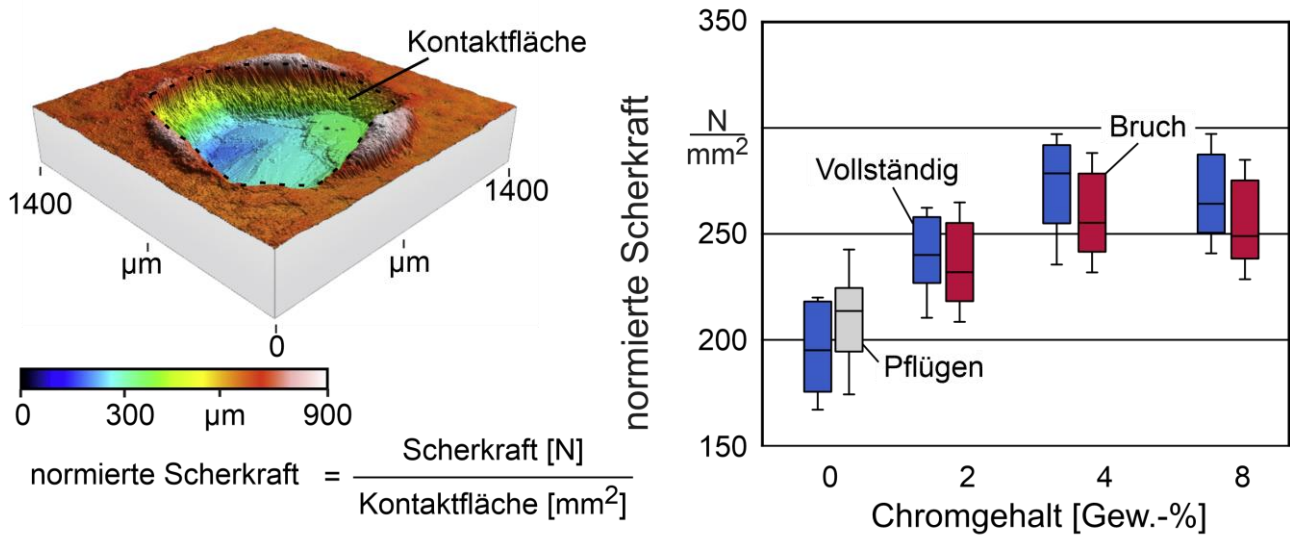 Kontaktfläche
1400
µm
0
µm
1400
0
300
µm
900
normierte Scherkraft = Scherkraft [N]
Kontaktfläche [mm²]
normierte Scherkraft
350
N
mm²
250
200
150
Vollständig
Bruch
Pflügen
0
2
4
8
Chromgehalt [Gew.-%]